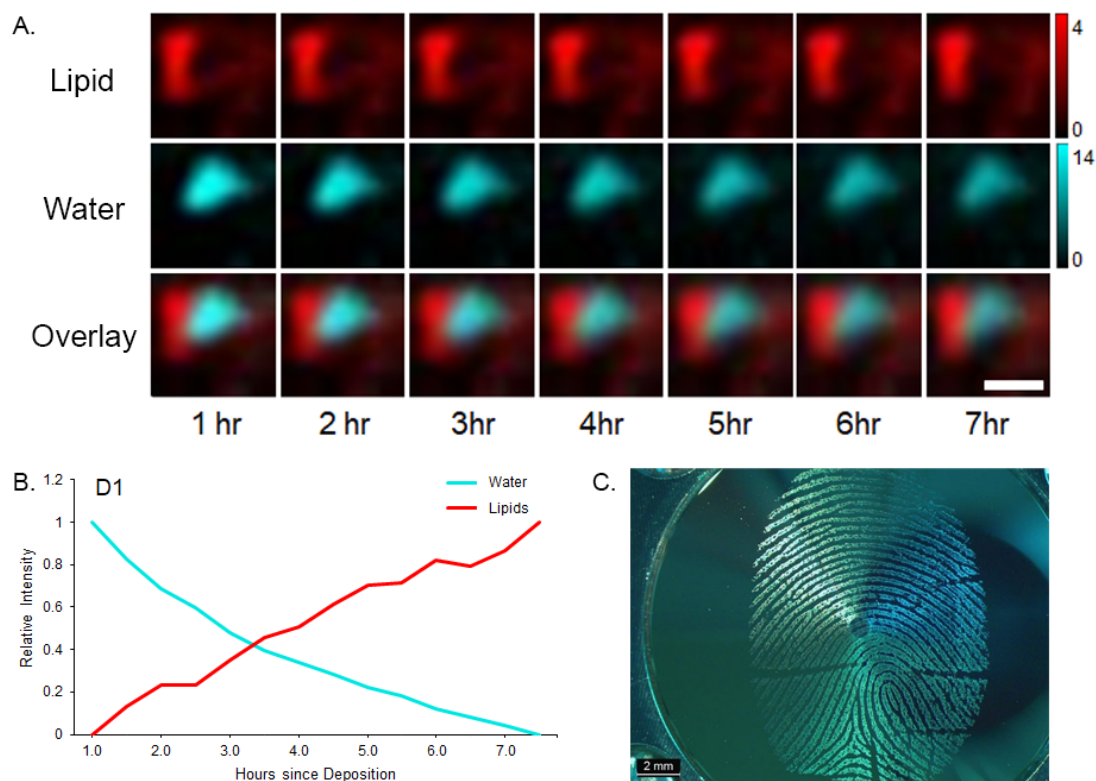 A.
Lipid
4
0
Water
14
0
Overlay
1 hr 2 hr 3hr 4hr 5hr 6hr 7hr
B.
D1
Water
Lipids
1.2
1
0.8
0.6
0.4
0.2
0
Relative Intensity
1.0 2.0 3.0 4.0 5.0 6.0 7.0
Hours since Deposition
C.
2 mm